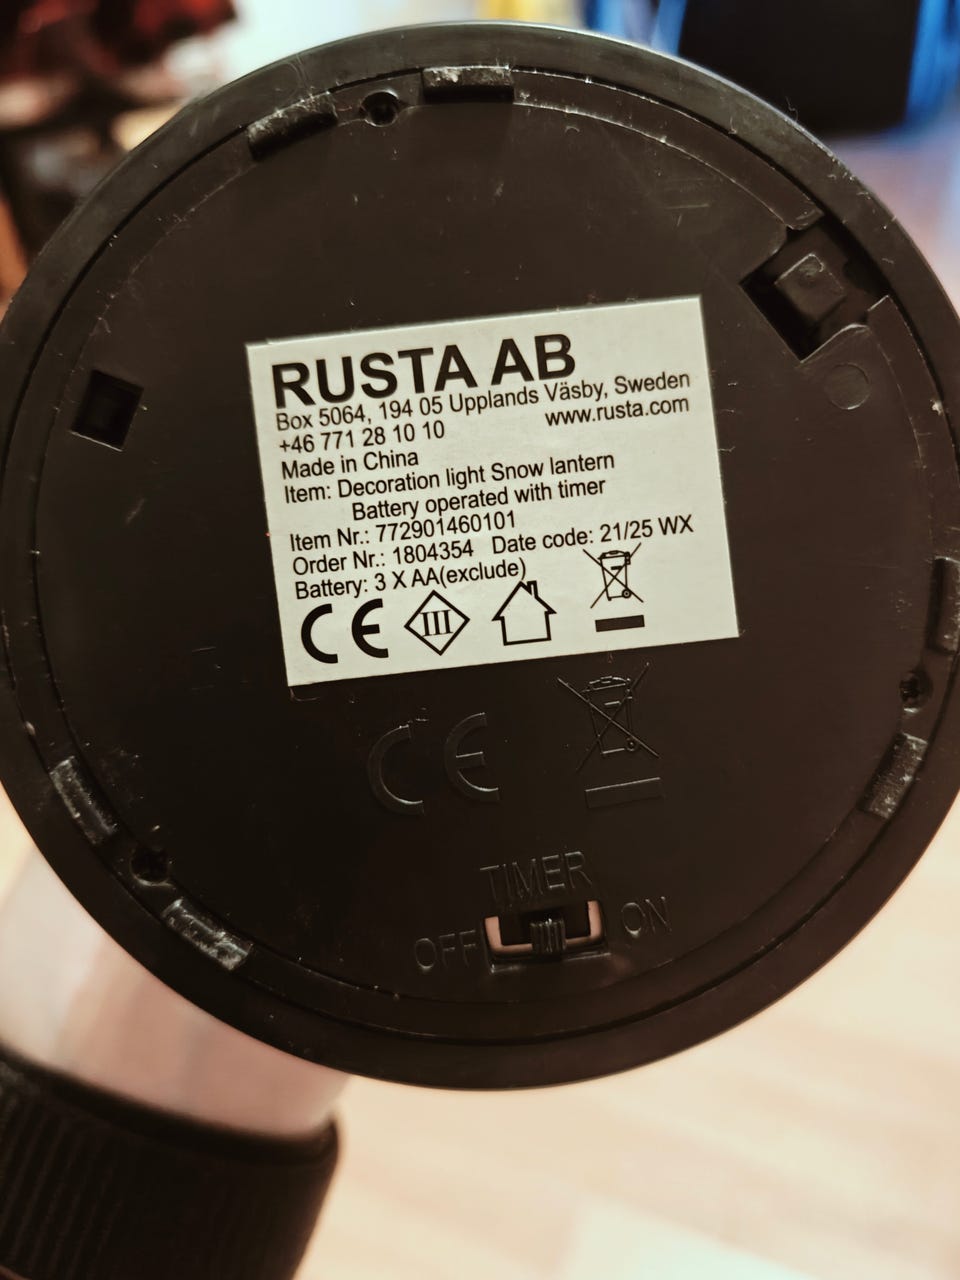 RUSTA AB
Box 5064, 194 05 Upplands Väsby, Sweden
+46 771 28 10 10 www.rusta.com
Made in China
Item: Decoration light Snow lantern
Battery operated with timer
Item Nr.: 772901460101
Order Nr.: 1804354 Date code: 21/25 WX
Battery: 3 X AA(exclude)
CE III
CE
TIMER
OFF ON